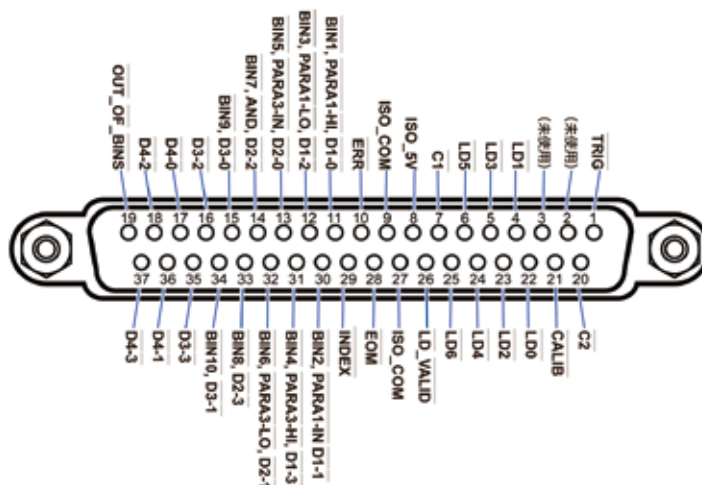 OUT_OF_BINS
D4-2
D4-0
D3-2
BIN9, D3-0
BIN7, AND, D2-2
BIN5, PARA3-IN, D2-0
BIN3, PARA1-LO, D1-2
BIN1, PARA1-HI, D1-0
ERR
ISO_COM
ISO_5V
C1
LD5
LD3
LD1
(未使用)
(未使用)
TRIG
19 18 17 16 15 14 13 12 11 10 9 8 7 6 5 4 3 2 1
37 36 35 34 33 32 31 30 29 28 27 26 25 24 23 22 21 20
D4-3
D4-1
D3-3
BIN10, D3-1
BIN8, D2-3
BIN6, PARA3-LO, D2-1
BIN4, PARA3-HI, D1-3
BIN2, PARA1-IN D1-1
INDEX
EOM
ISO_COM
LD_VALID
LD6
LD4
LD2
LD0
CALIB
C2